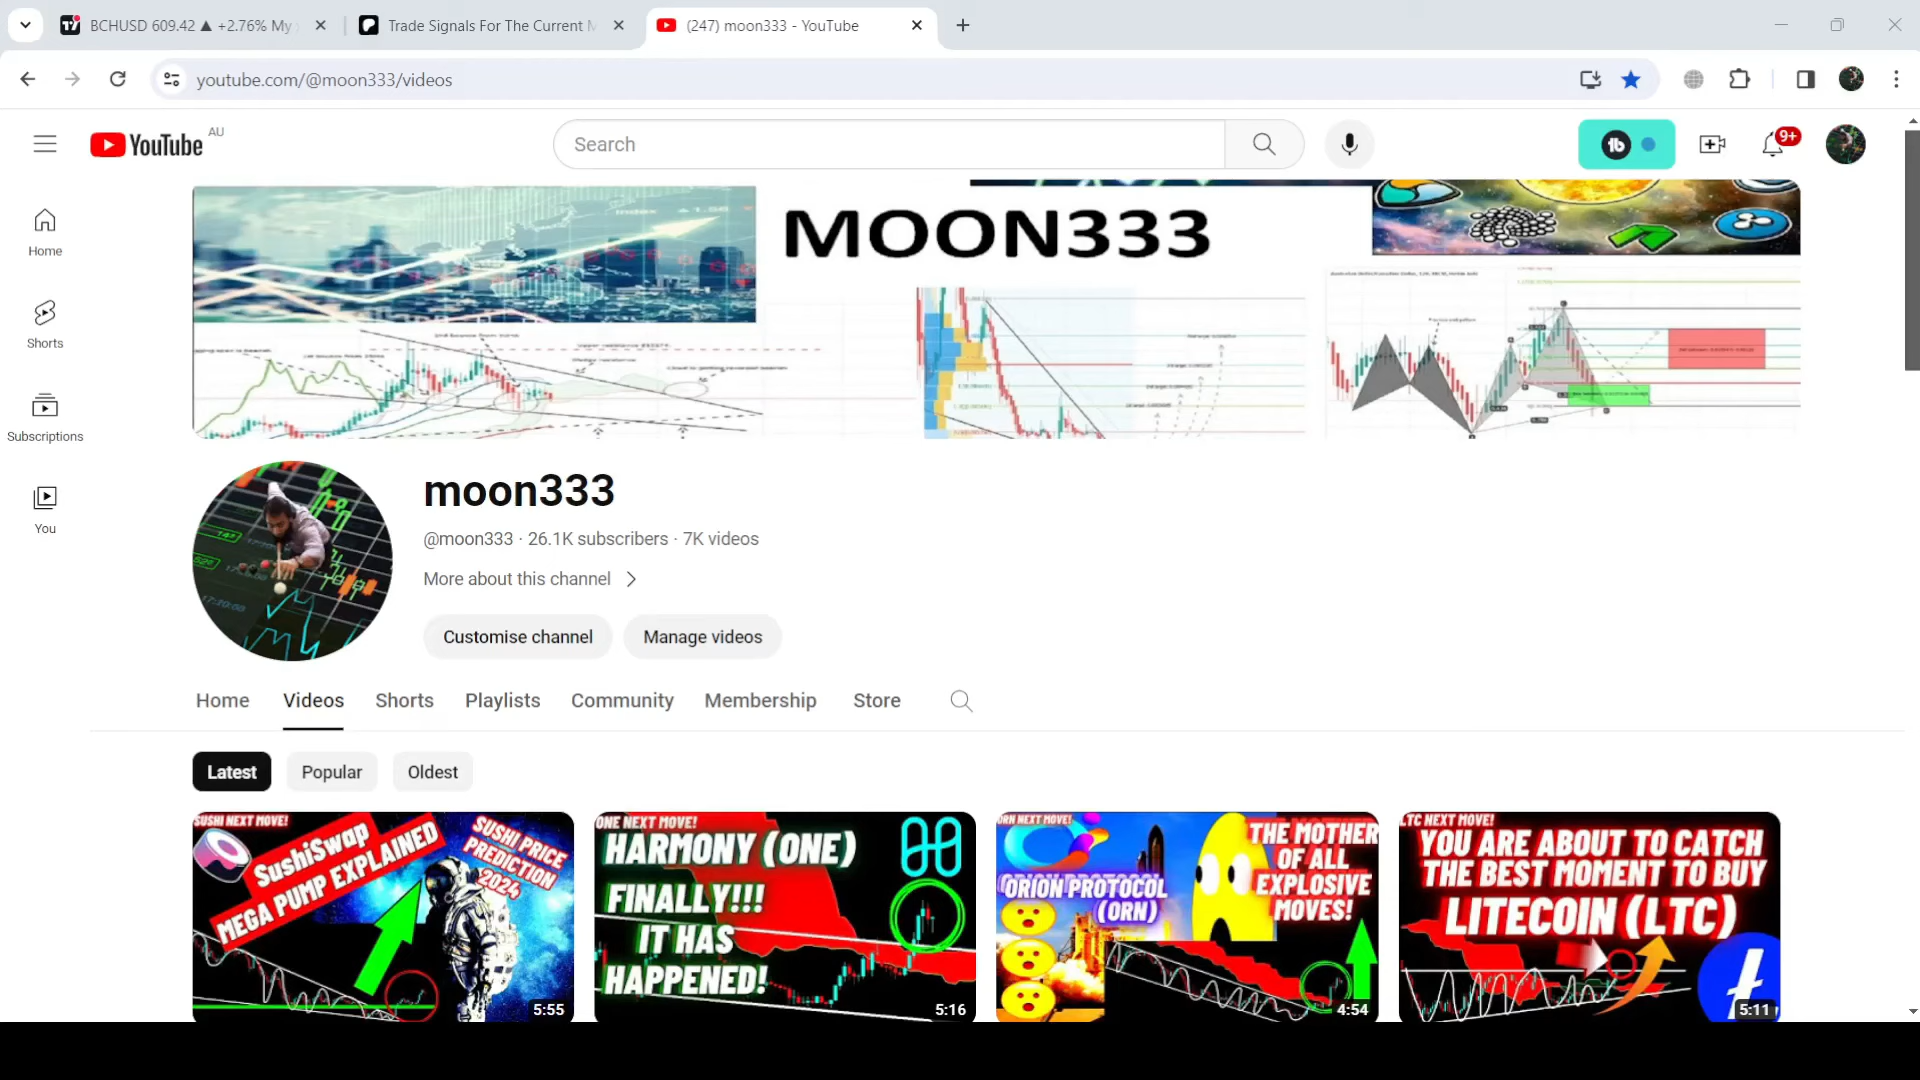 BCHUSD 609.42 ▲ +2.76% My
Trade Signals For The Current M
(247) moon333 - YouTube
youtube.com/@moon333/videos
YouTube AU
Search
9+
Home
Shorts
Subscriptions
You
MOON333
moon333
@moon333 · 26.1K subscribers · 7K videos
More about this channel
Customise channel
Manage videos
Home
Videos
Shorts
Playlists
Community
Membership
Store
Latest
Popular
Oldest
SUSHI NEXT MOVE!
SushiSwap
MEGA PUMP EXPLAINED
SUSHI PRICE
PREDICTION
2024
5:55
ONE NEXT MOVE!
HARMONY (ONE)
FINALLY!!!
IT HAS
HAPPENED!
5:16
ORN NEXT MOVE!
ORION PROTOCOL
(ORN)
THE MOTHER
OF ALL
EXPLOSIVE
MOVES!
4:54
LTC NEXT MOVE!
YOU ARE ABOUT TO CATCH
THE BEST MOMENT TO BUY
LITECOIN (LTC)
5:11